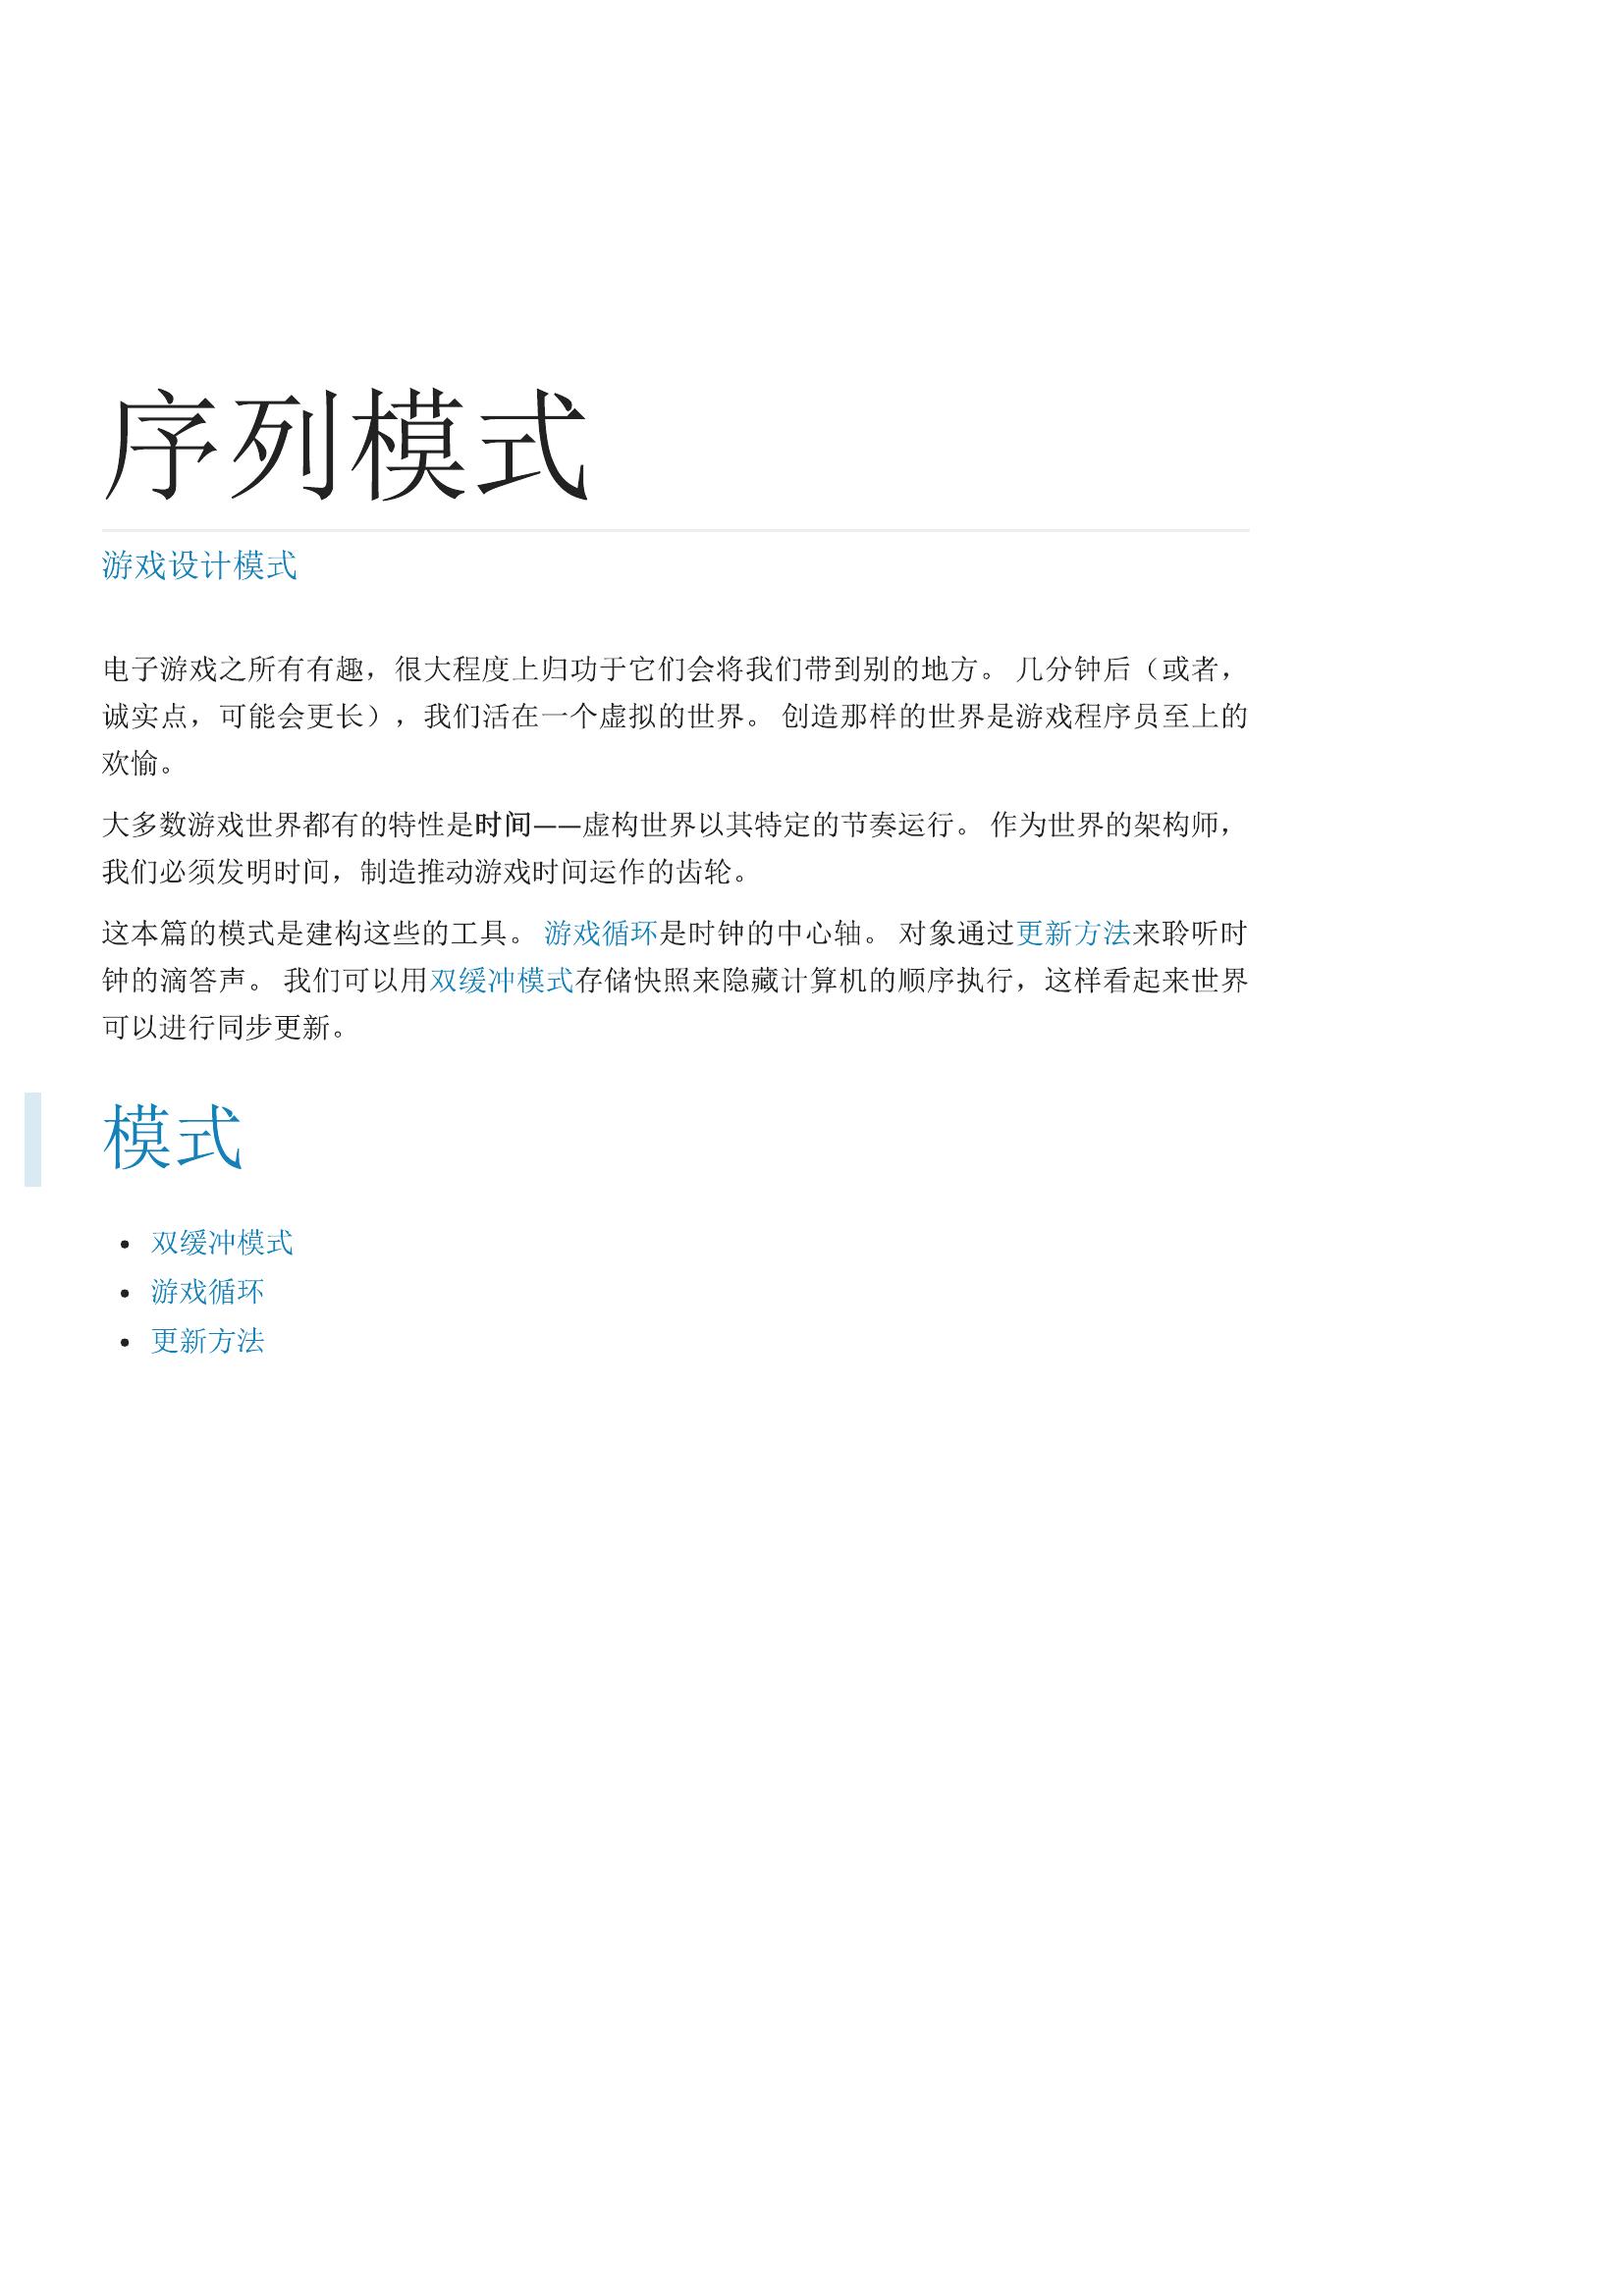 序列模式
游戏设计模式
电子游戏之所有有趣，很大程度上归功于它们会将我们带到别的地方。 几分钟后（或者，
诚实点，可能会更长），我们活在一个虚拟的世界。 创造那样的世界是游戏程序员至上的
欢愉。
大多数游戏世界都有的特性是时间——虚构世界以其特定的节奏运行。 作为世界的架构师，
我们必须发明时间，制造推动游戏时间运作的齿轮。
这本篇的模式是建构这些的工具。 游戏循环是时钟的中心轴。 对象通过更新方法来聆听时
钟的滴答声。 我们可以用双缓冲模式存储快照来隐藏计算机的顺序执行，这样看起来世界
可以进行同步更新。
模式
• 双缓冲模式
• 游戏循环
• 更新方法